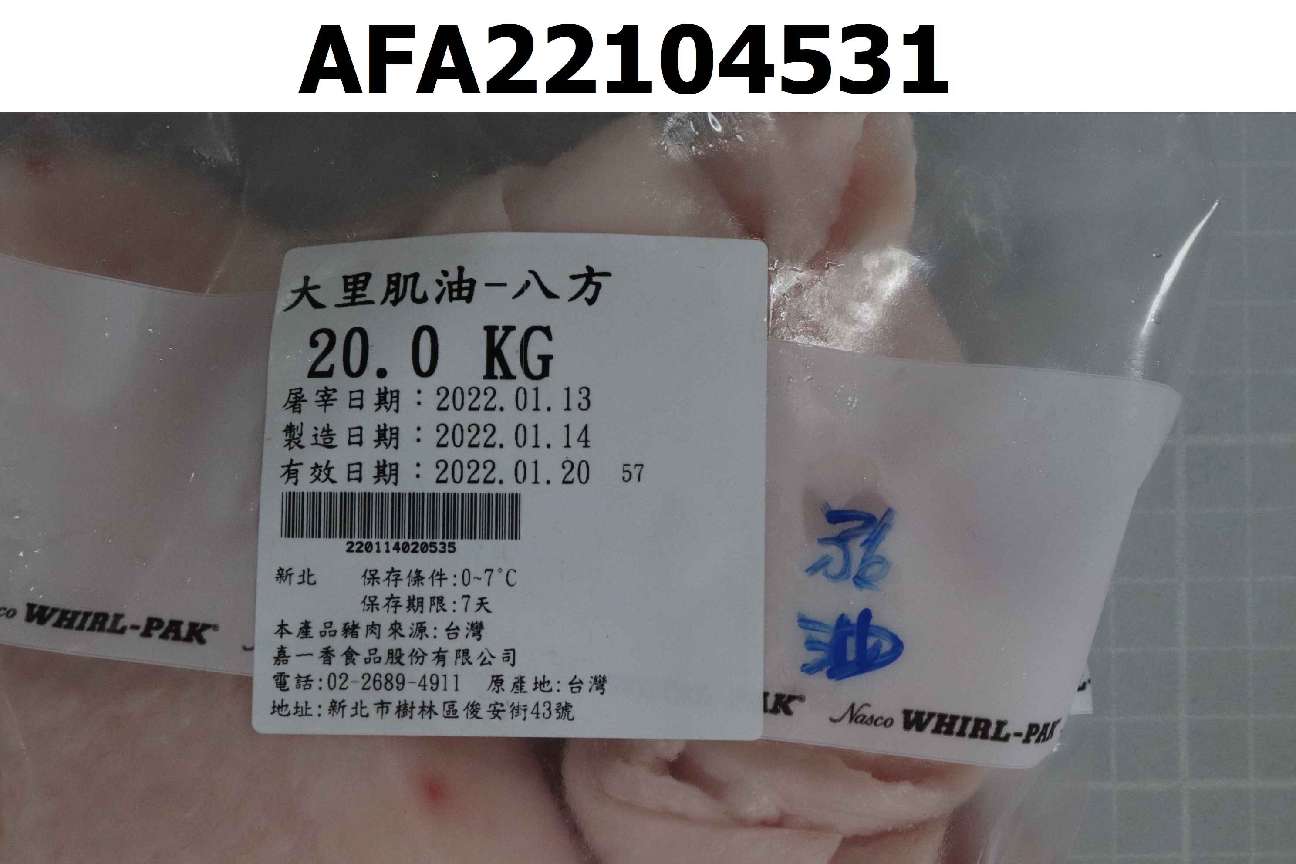 AFA22104531
大里肌油-八方
20.0 KG
屠宰日期：2022.01.13
製造日期：2022.01.14
有效日期：2022.01.20 57
220114020535
新北 保存條件:0~7°C
保存期限:7天
本產品豬肉來源:台灣
嘉一香食品股份有限公司
電話:02-2689-4911 原產地:台灣
地址:新北市樹林區俊安街43號
油
WHIRL-PAK®
Nasco WHIRL-PAK